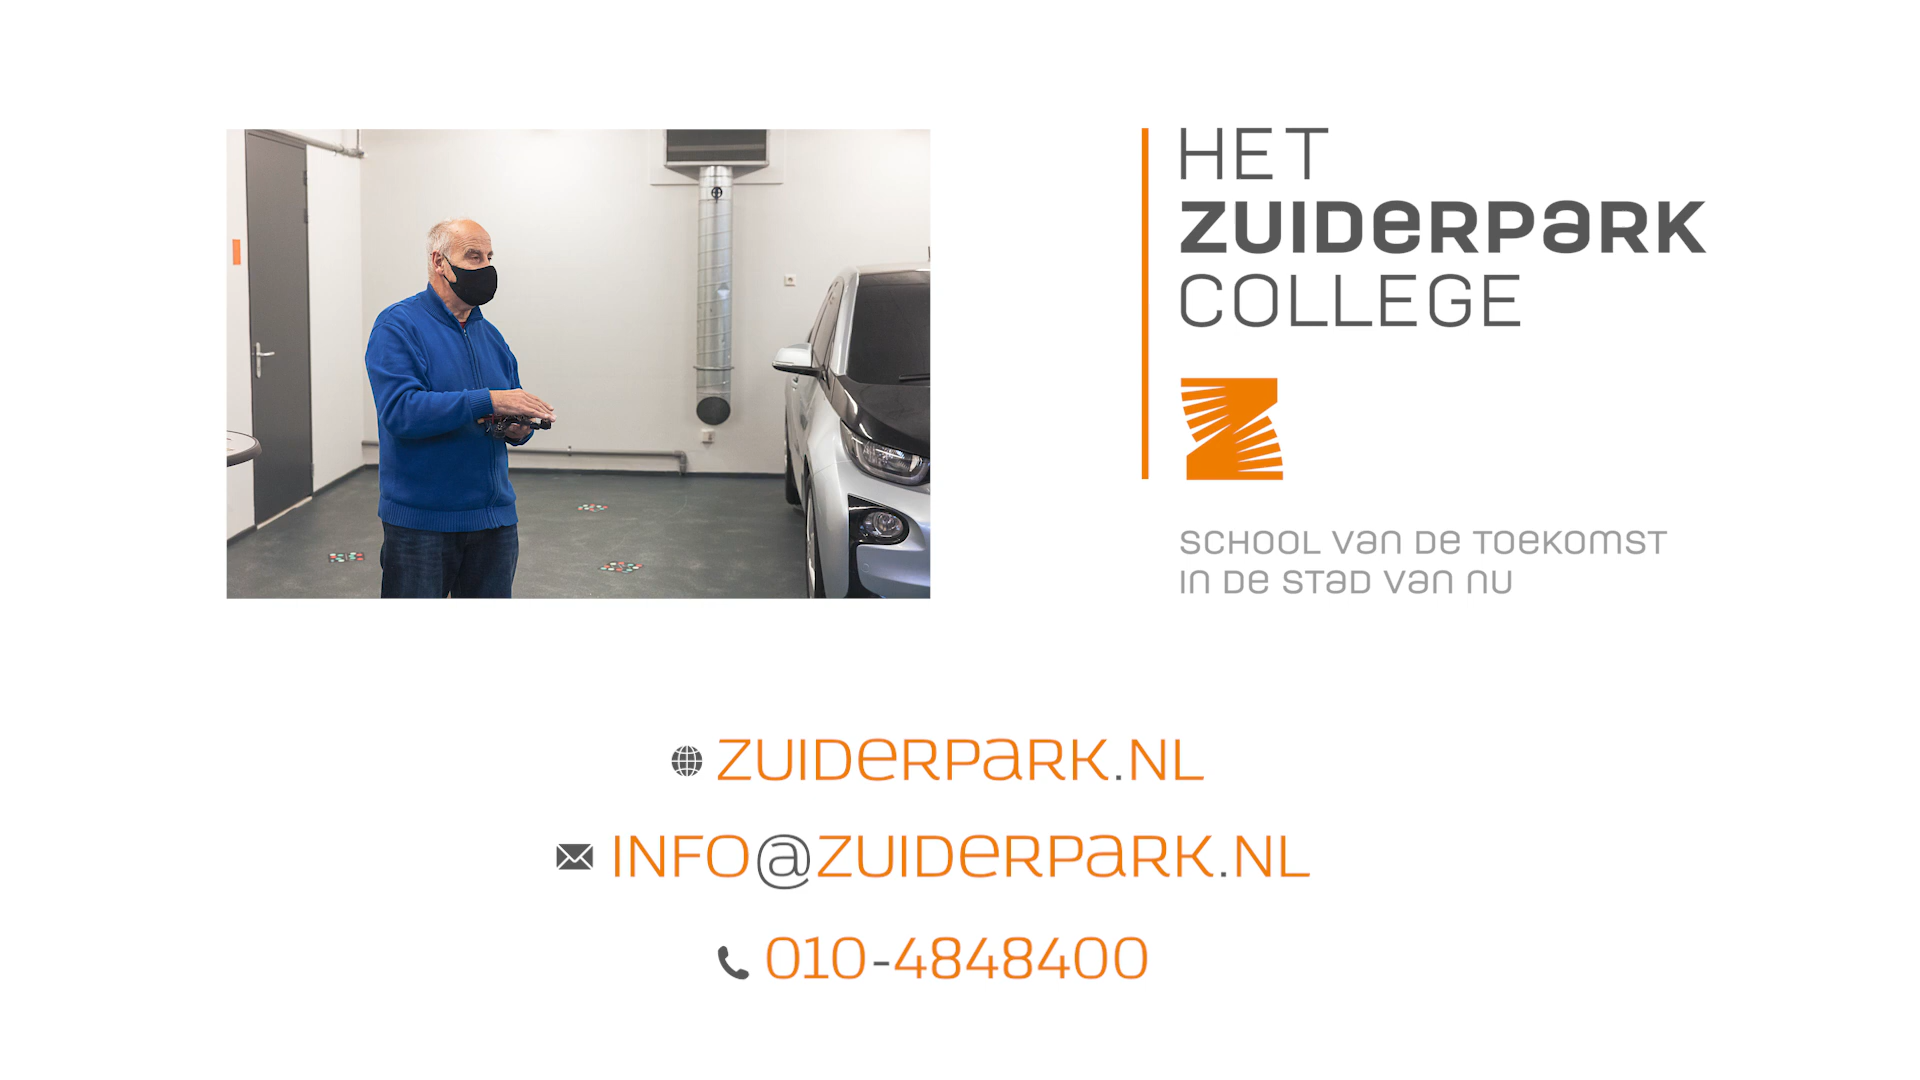 HET
ZUIDERPARK
COLLEGE
SCHOOL VAN DE TOEKOMST
IN DE STAD VAN NU
ZUIDERPARK.NL
INFO@ZUIDERPARK.NL
010-4848400